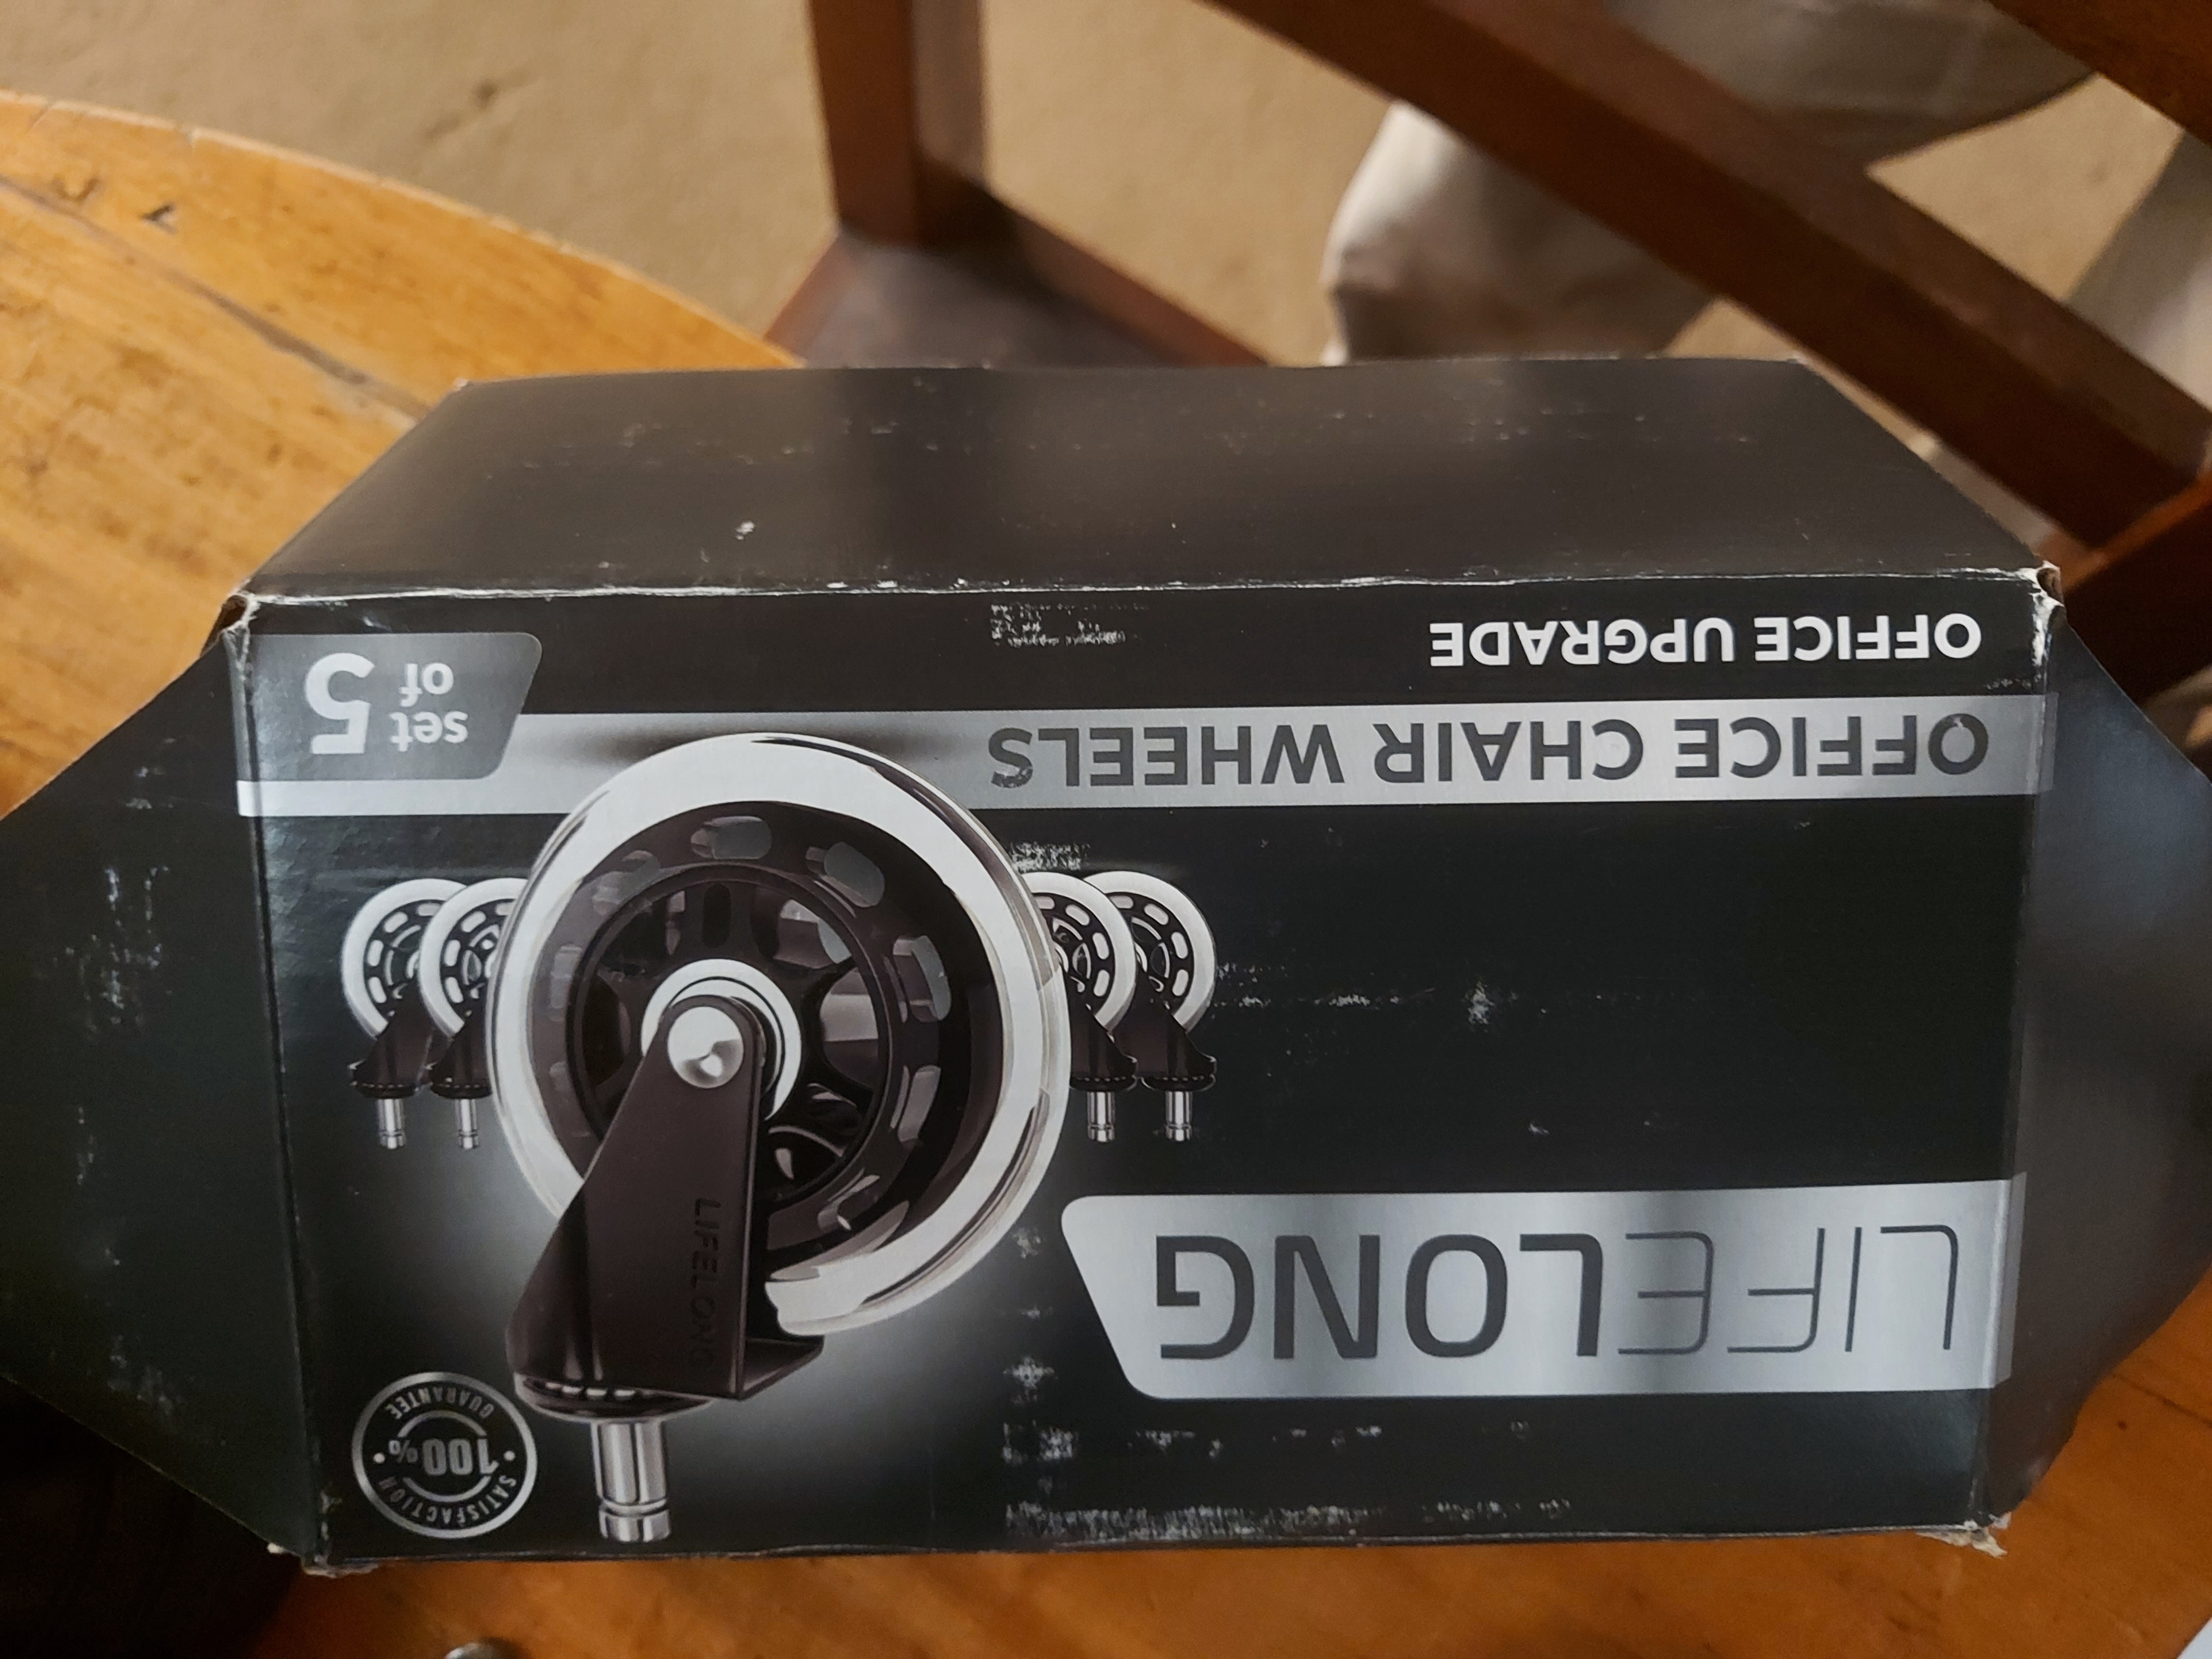 LIFELONG
OFFICE CHAIR WHEELS
OFFICE UPGRADE
set
of
5
LIFELONG
SATISFACTION
100%
GUARANTEE